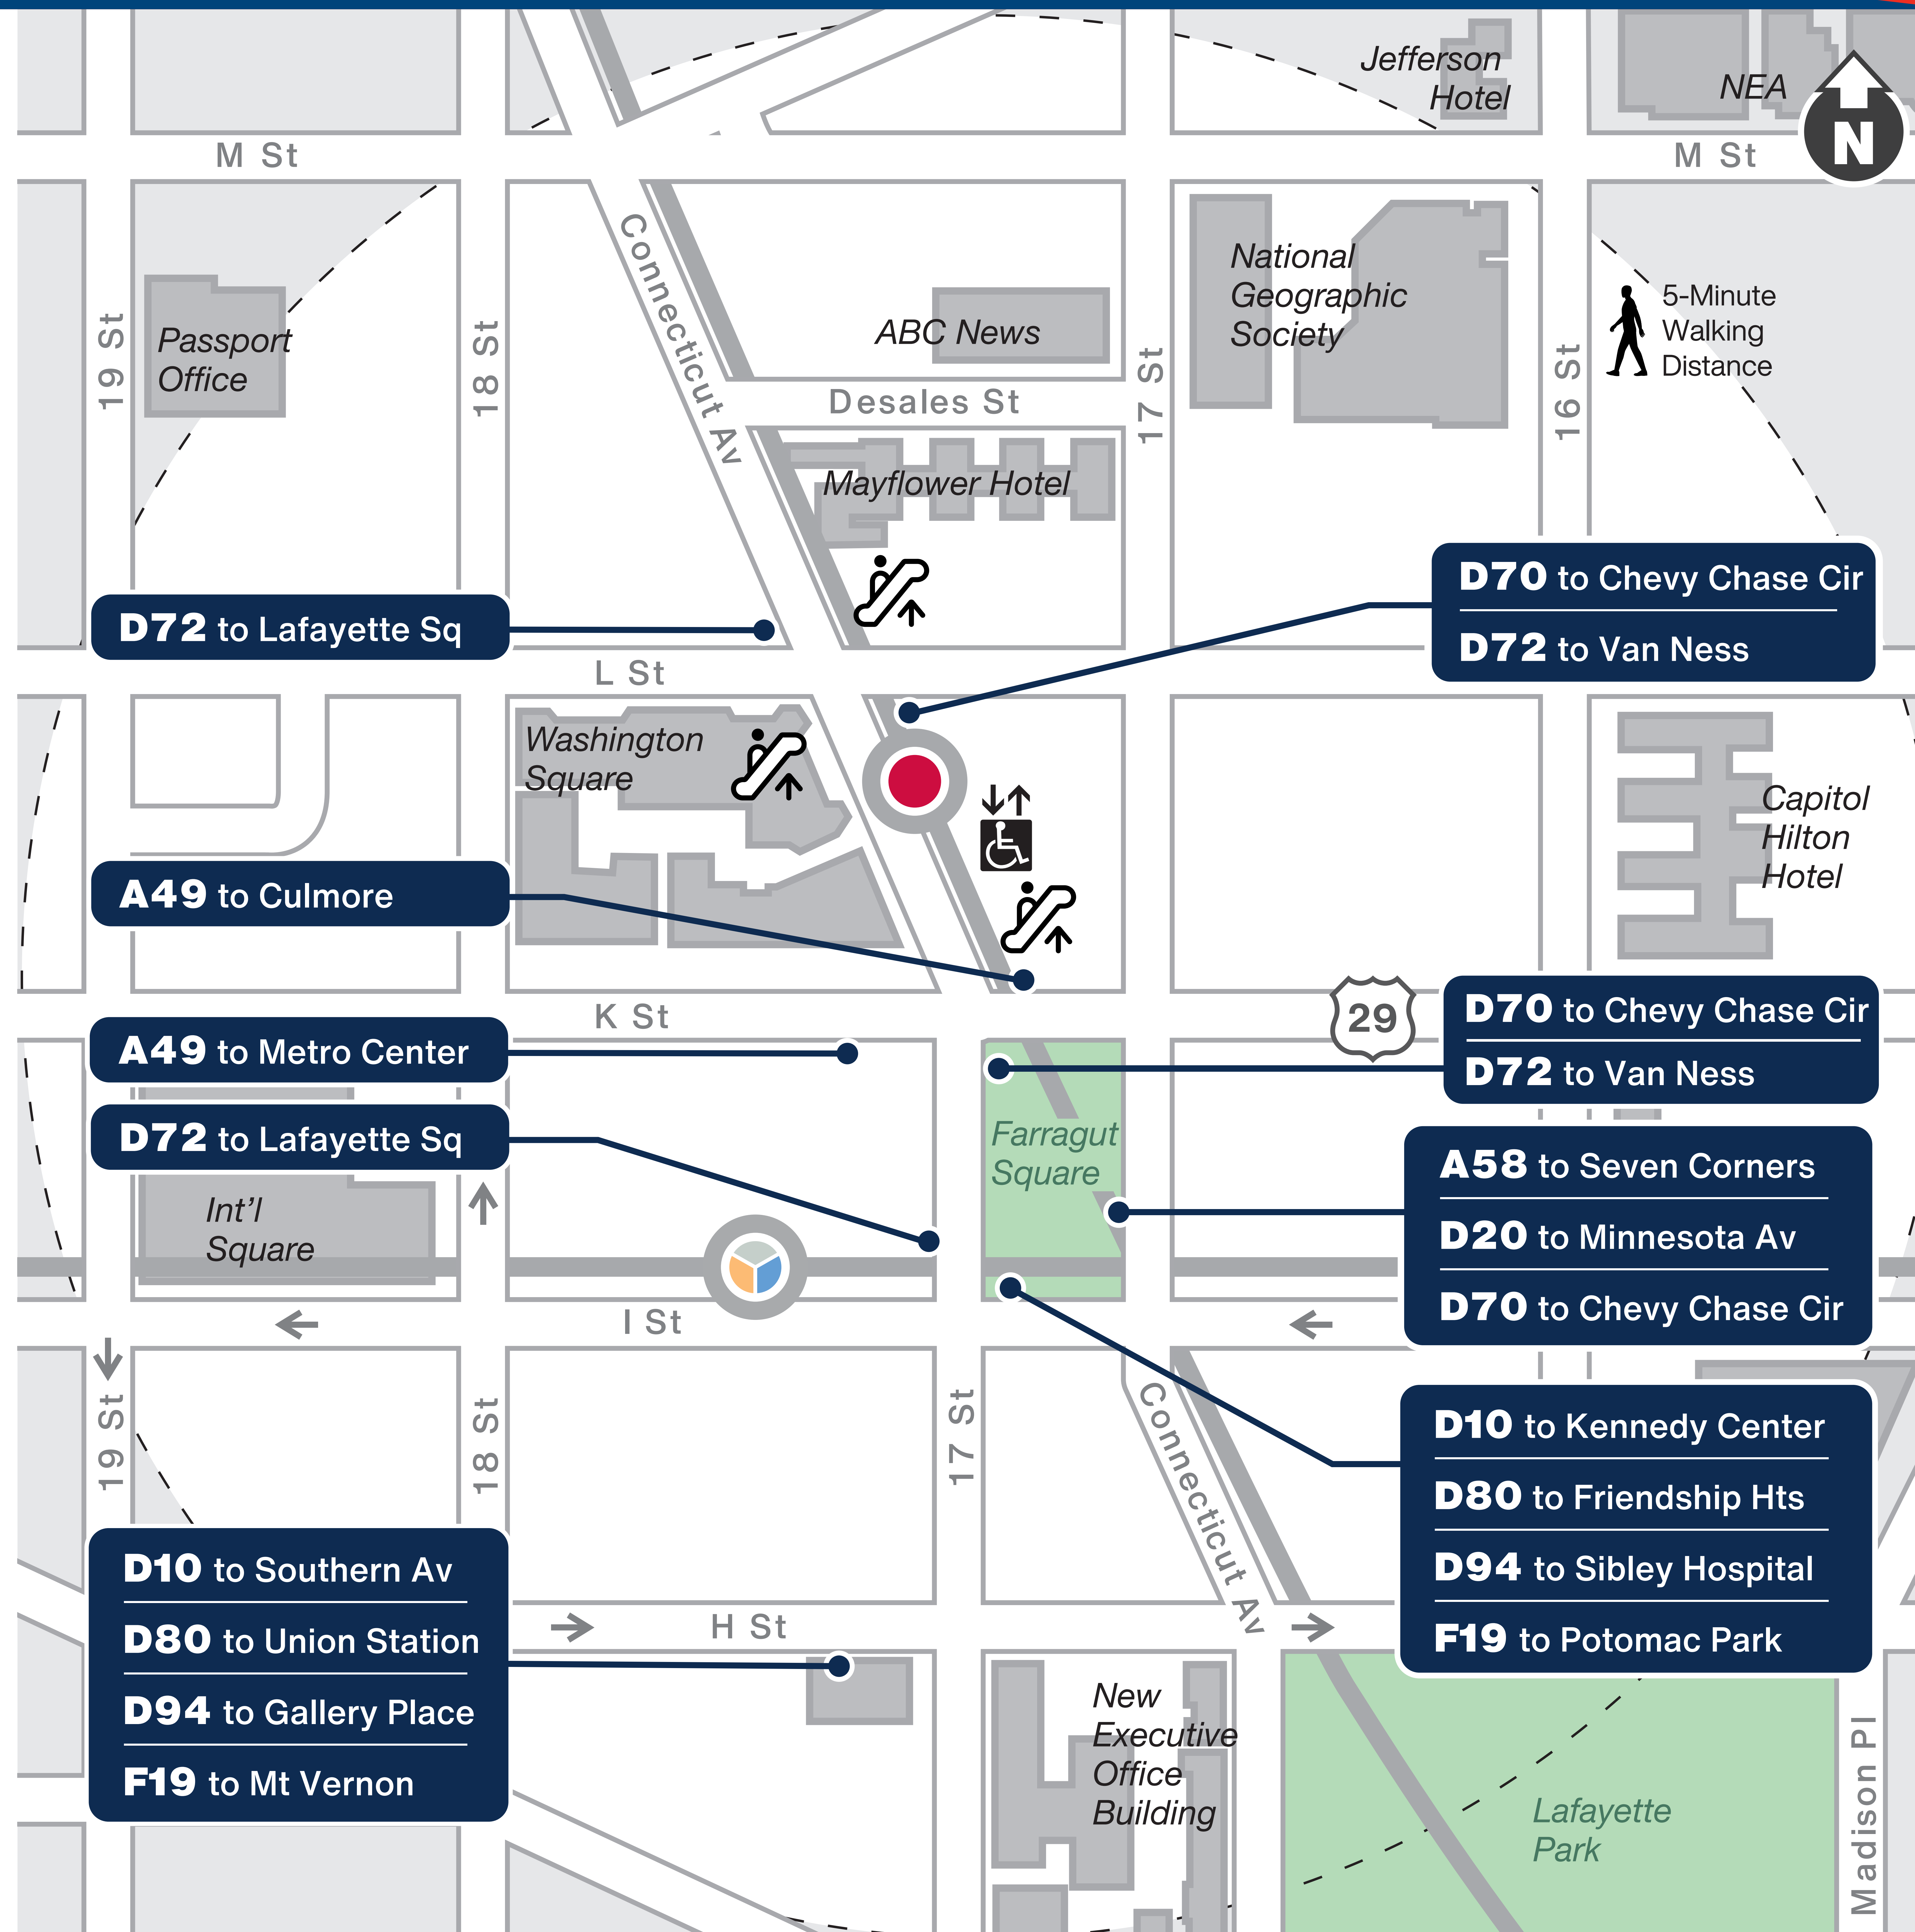 Jefferson
Hotel
NEA
N
M St
M St
Connecticut Av
National
Geographic
Society
5-Minute
Walking
Distance
19 St
Passport
Office
18 St
ABC News
17 St
16 St
Desales St
Mayflower Hotel
D70 to Chevy Chase Cir
D72 to Van Ness
D72 to Lafayette Sq
L St
Washington
Square
Capitol
Hilton
Hotel
A49 to Culmore
K St
29
D70 to Chevy Chase Cir
D72 to Van Ness
A49 to Metro Center
D72 to Lafayette Sq
Farragut
Square
A58 to Seven Corners
D20 to Minnesota Av
D70 to Chevy Chase Cir
Int'l
Square
I St
19 St
18 St
17 St
Connecticut Av
D10 to Kennedy Center
D80 to Friendship Hts
D94 to Sibley Hospital
F19 to Potomac Park
D10 to Southern Av
D80 to Union Station
D94 to Gallery Place
F19 to Mt Vernon
H St
New
Executive
Office
Building
Lafayette
Park
Madison Pl